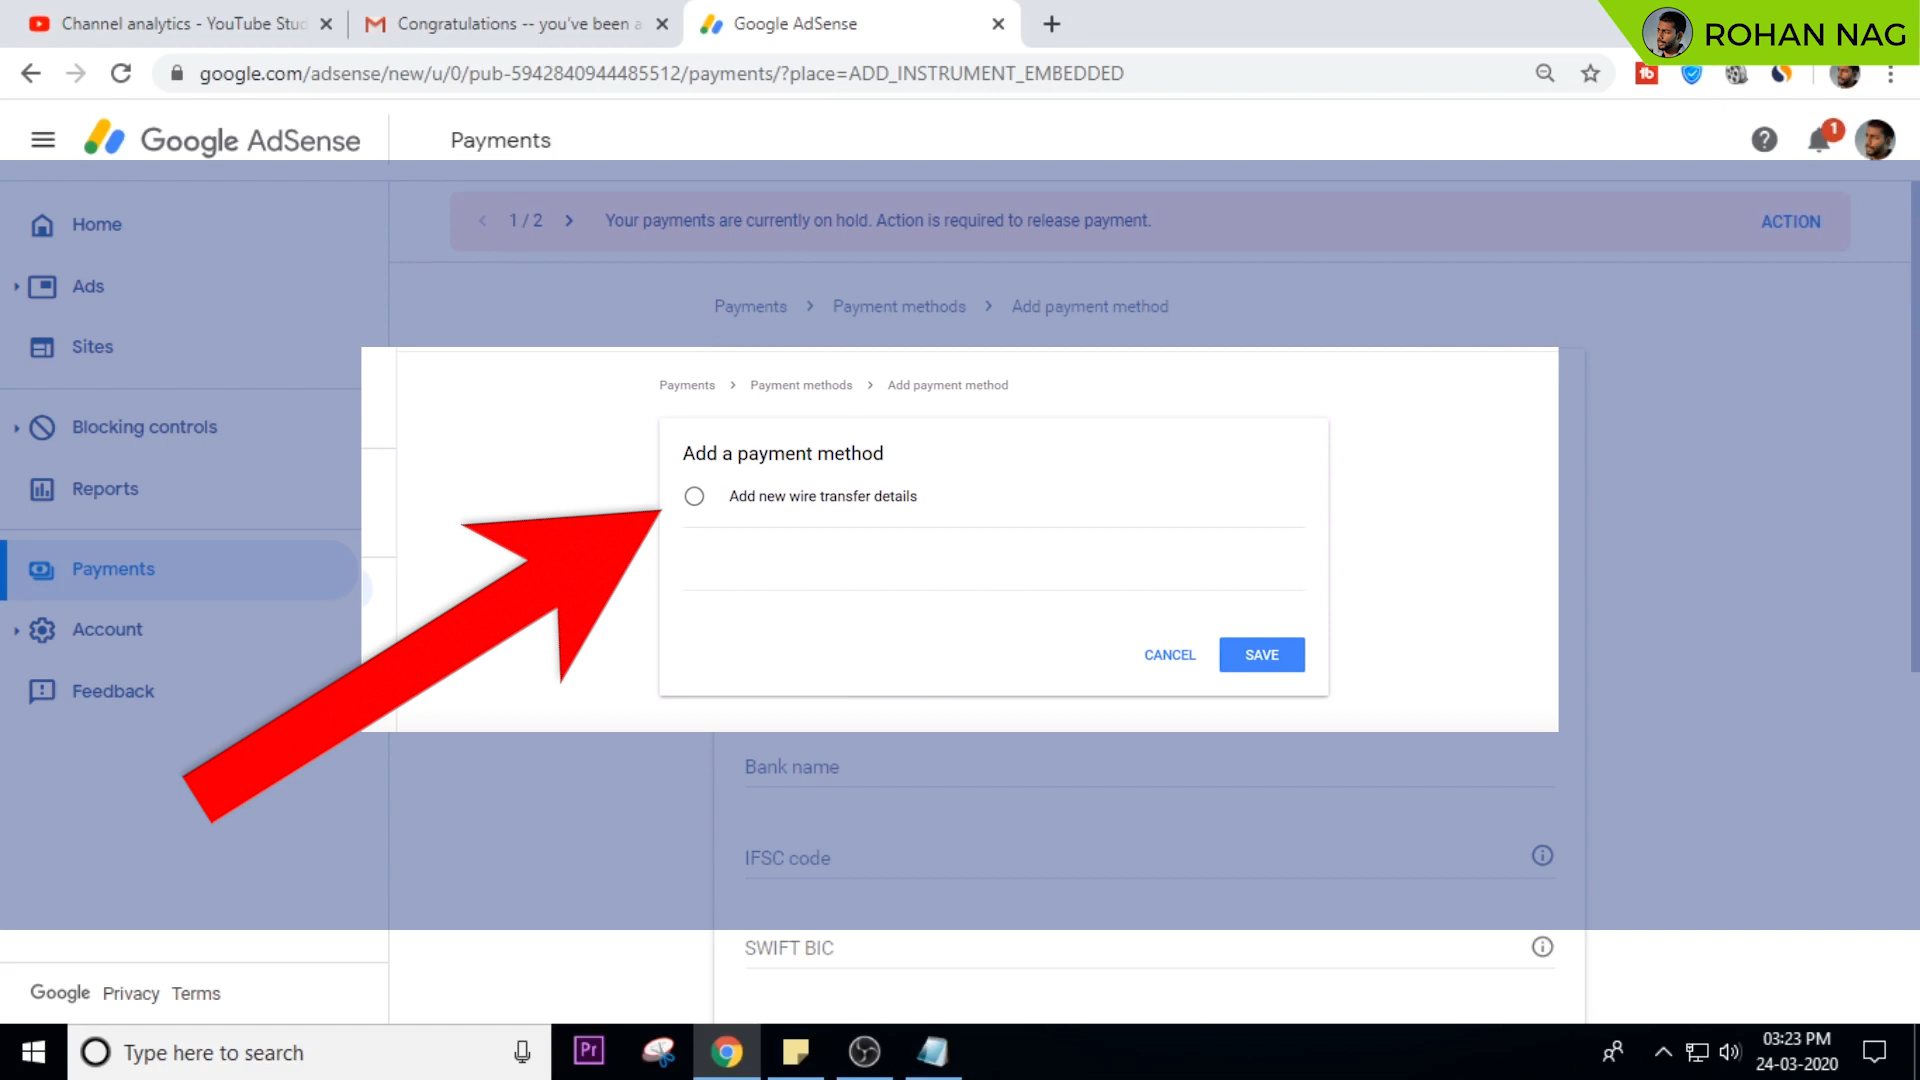 Channel analytics - YouTube Stud
Congratulations -- you've been a
Google AdSense
ROHAN NAG
google.com/adsense/new/u/0/pub-5942840944485512/payments/?place=ADD_INSTRUMENT_EMBEDDED
Google AdSense
Payments
1
Home
Ads
Sites
Blocking controls
Reports
Payments
Account
Feedback
1 / 2
Your payments are currently on hold. Action is required to release payment.
ACTION
Payments > Payment methods > Add payment method
Payments > Payment methods > Add payment method
Add a payment method
Add new wire transfer details
CANCEL
SAVE
Bank name
IFSC code
SWIFT BIC
Google Privacy Terms
Type here to search
Pr
03:23 PM
24-03-2020